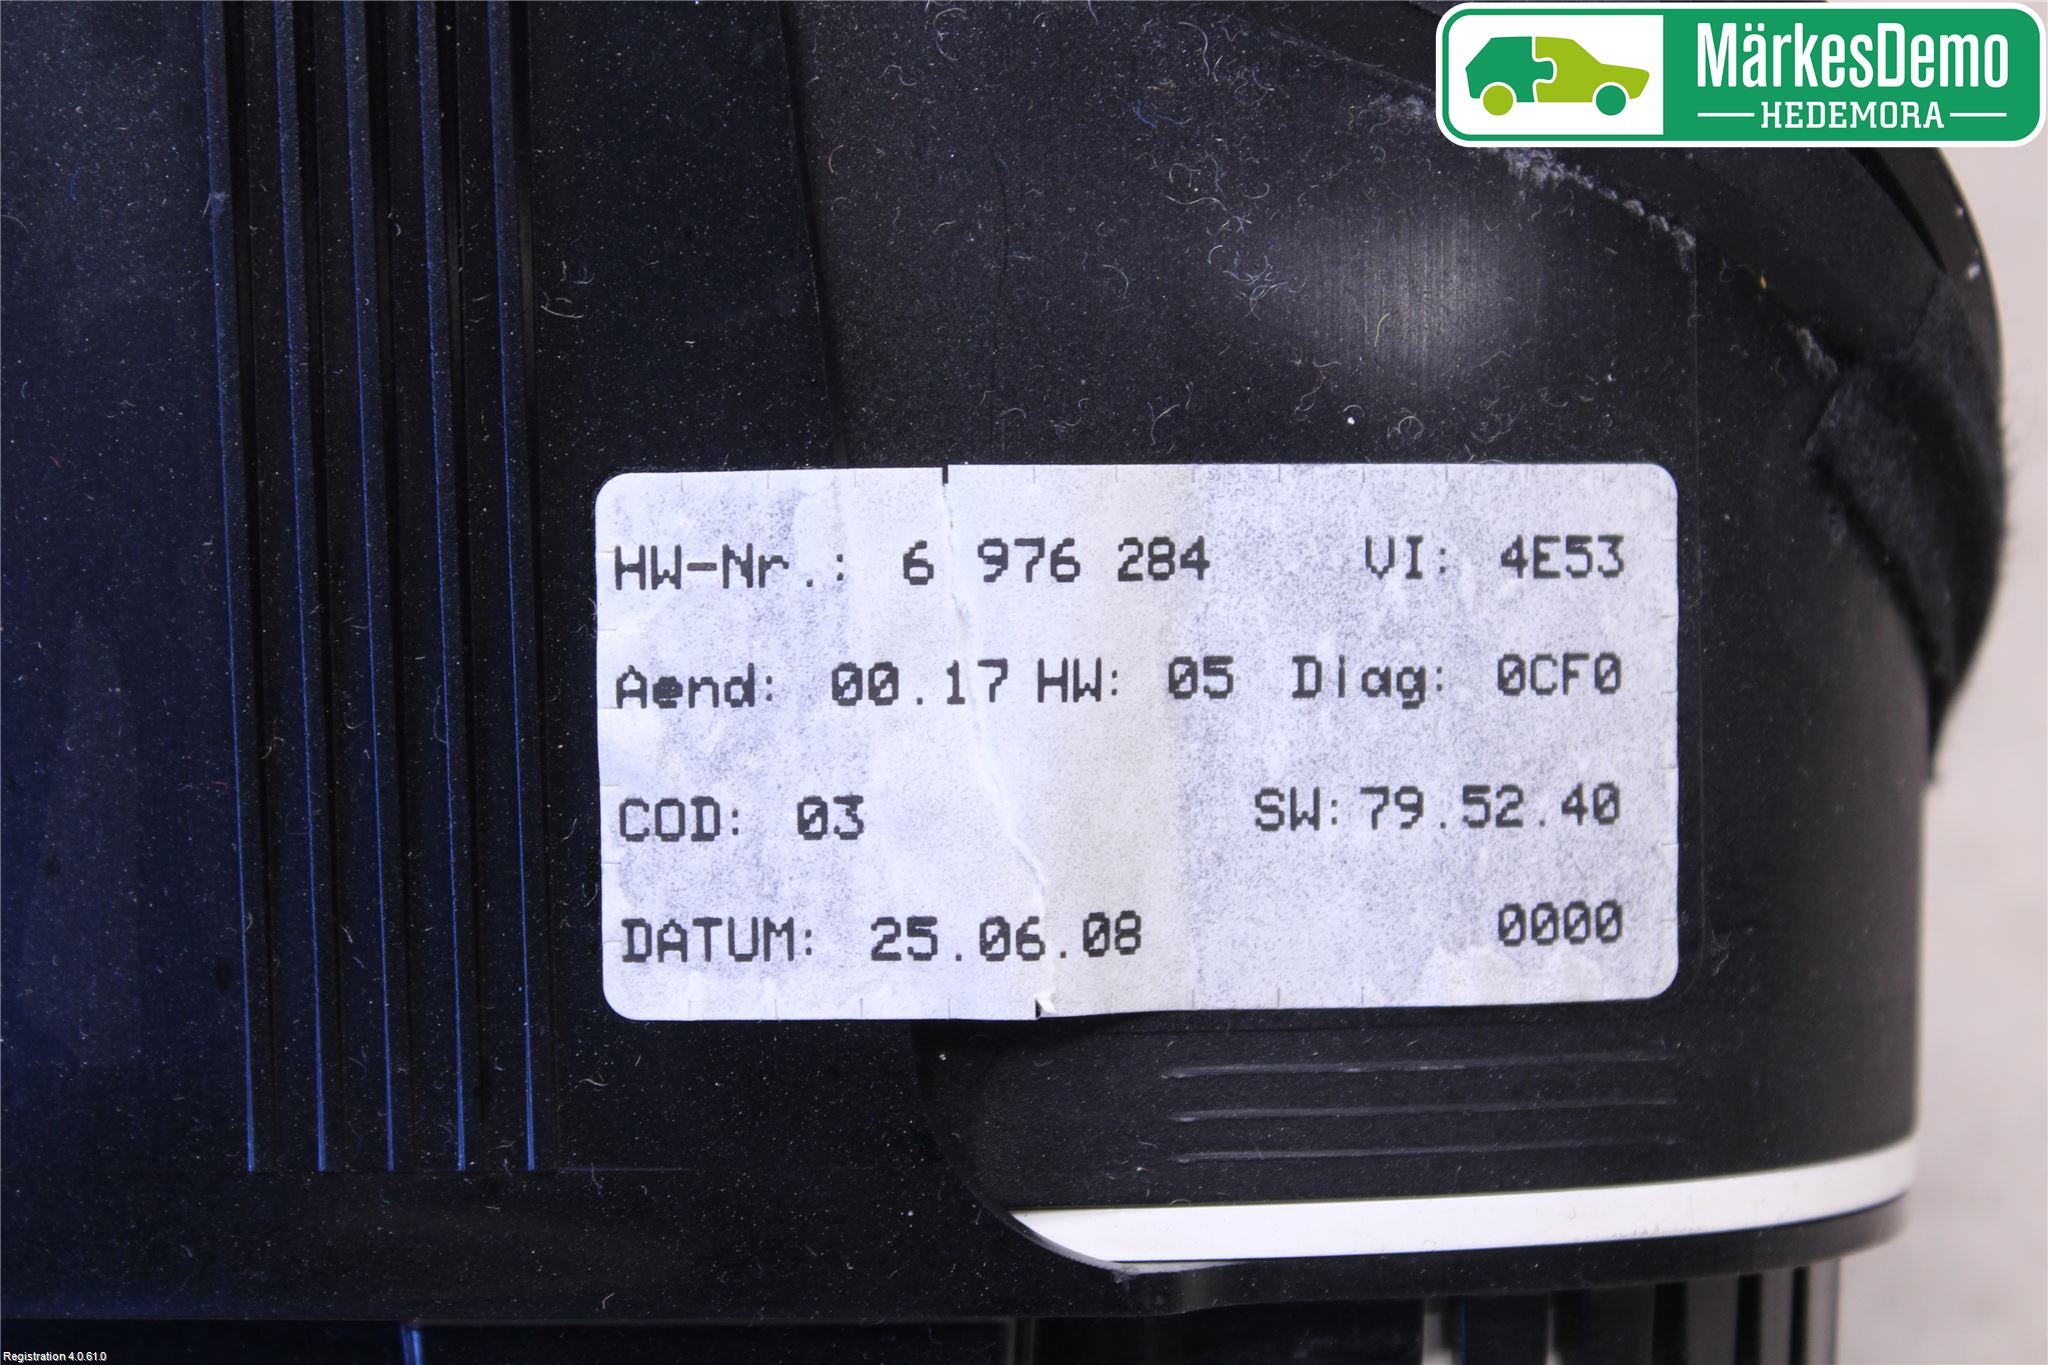 MärkesDemo
HEDEMORA
HW-Nr.: 6 976 284 VI: 4E53
Aend: 00.17 HW: 05 Diag: 0CF0
COD: 03 SW: 79.52.40
DATUM: 25.06.08 0000
Registration 4.0.61.0